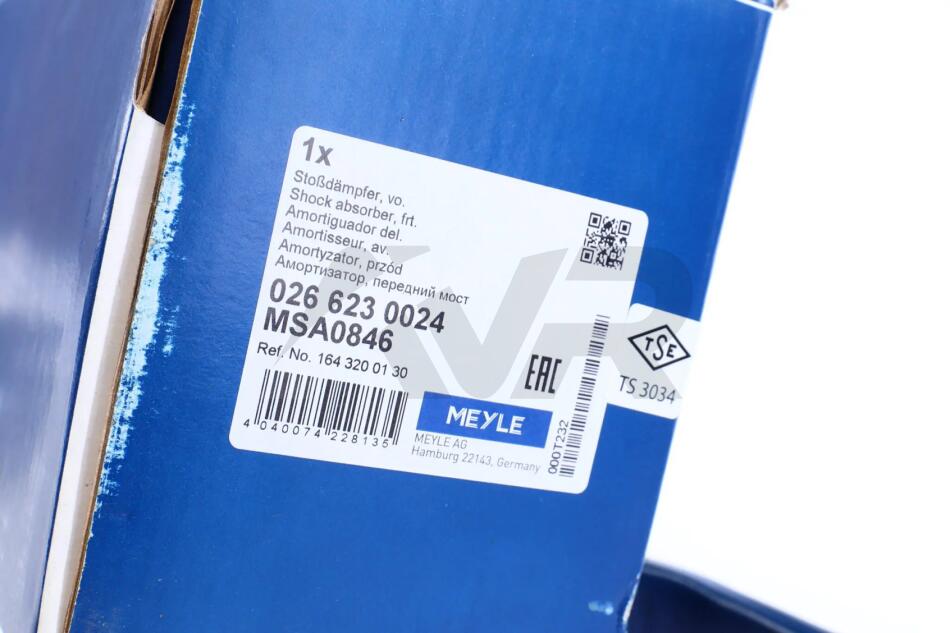 1x
Stoßdämpfer, vo.
Shock absorber, frt.
Amortiguador del.
Amortisseur, av.
Amortyzator, przód
Амортизатор, передний мост
026 623 0024
MSA0846
Ref. No. 164 320 01 30
4 040074 228135
MEYLE
MEYLE AG
Hamburg 22143, Germany
EAC
000T232
TSE
TS 3034
KVR